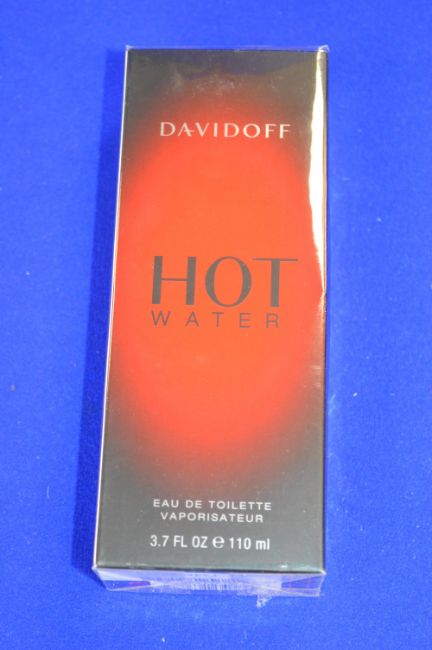 DAVIDOFF
HOT
WATER
EAU DE TOILETTE
VAPORISATEUR
3.7 FL OZ ℮ 110 ml